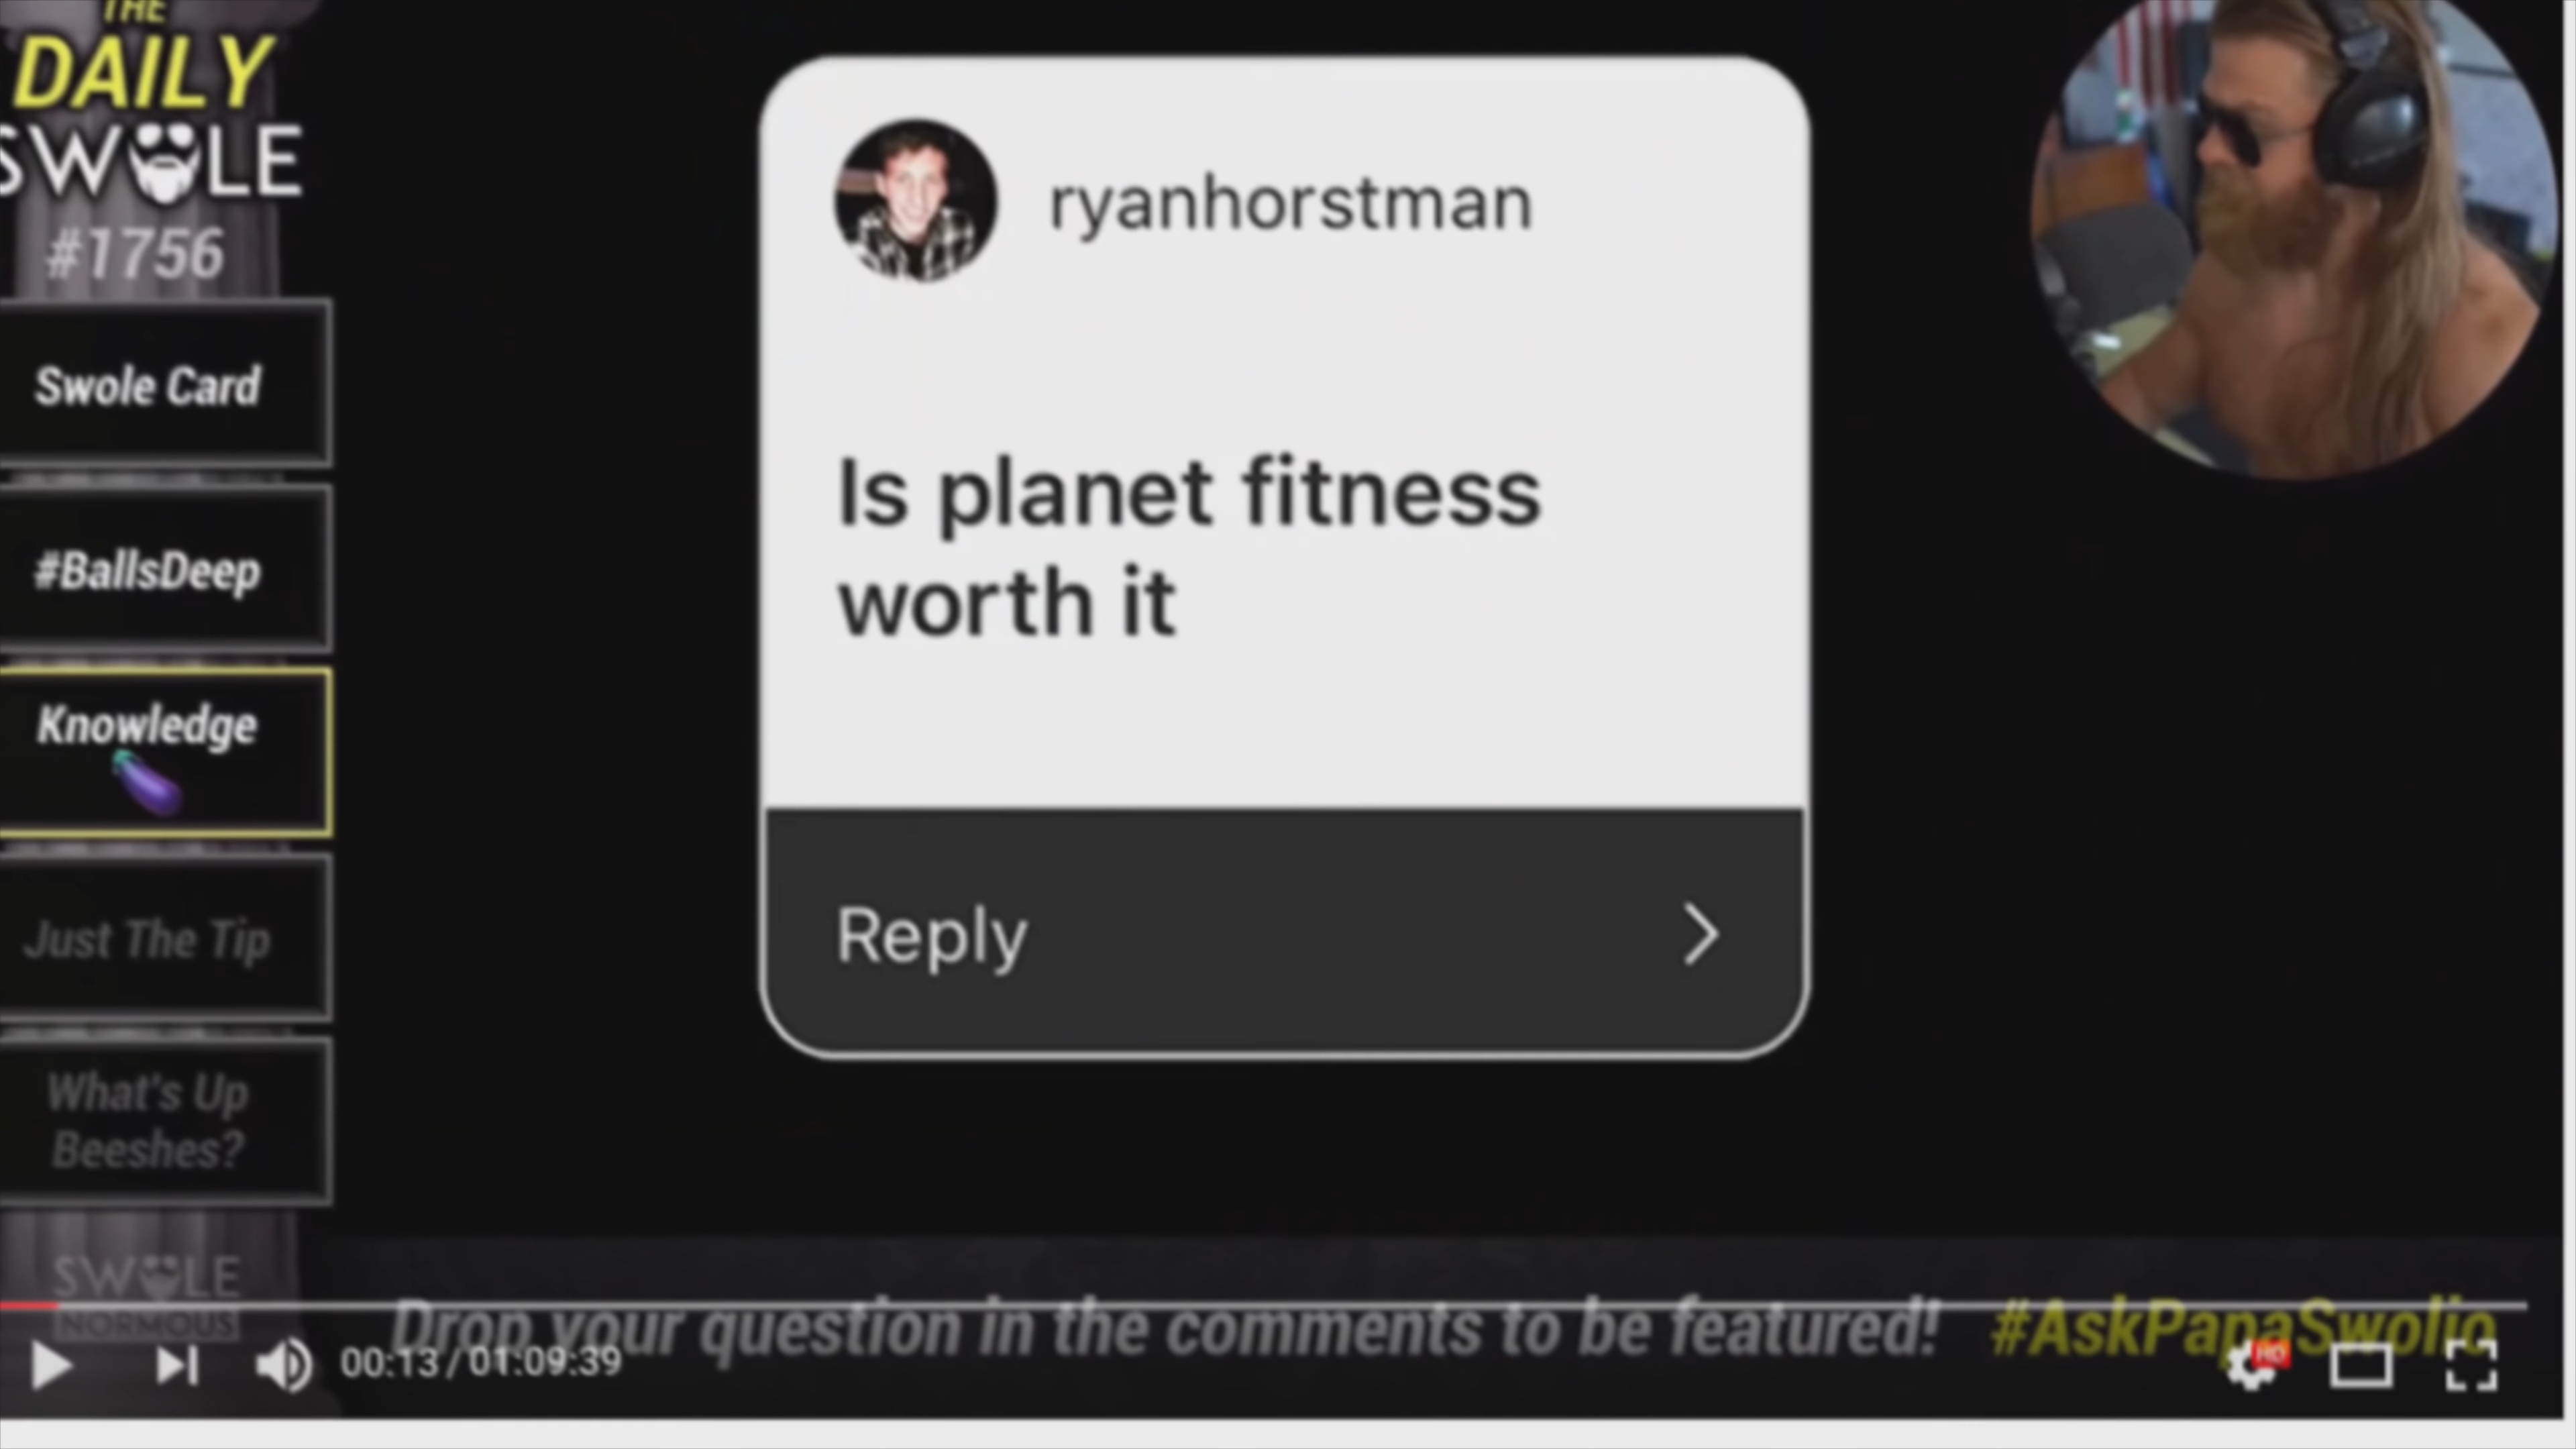 THE
DAILY
SWOLE
#1756
Swole Card
#BallsDeep
Knowledge
Just The Tip
What's Up
Beeshes?
SWOLE
NORMOUS
ryanhorstman
Is planet fitness
worth it
Reply
Drop your question in the comments to be featured! #AskPapaSwolio
00:13 / 01:09:39
HD